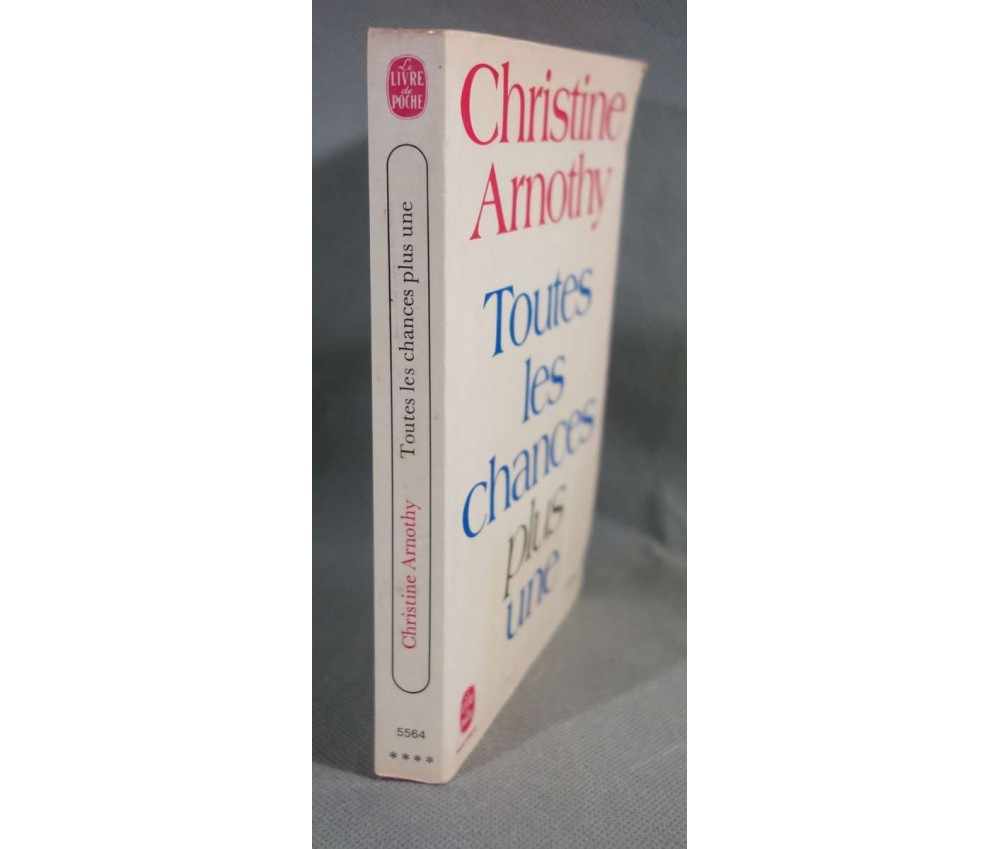 Le
LIVRE
de
POCHE
Christine Arnothy Toutes les chances plus une
5564
****
Christine
Arnothy
Toutes
les
chances
plus
une